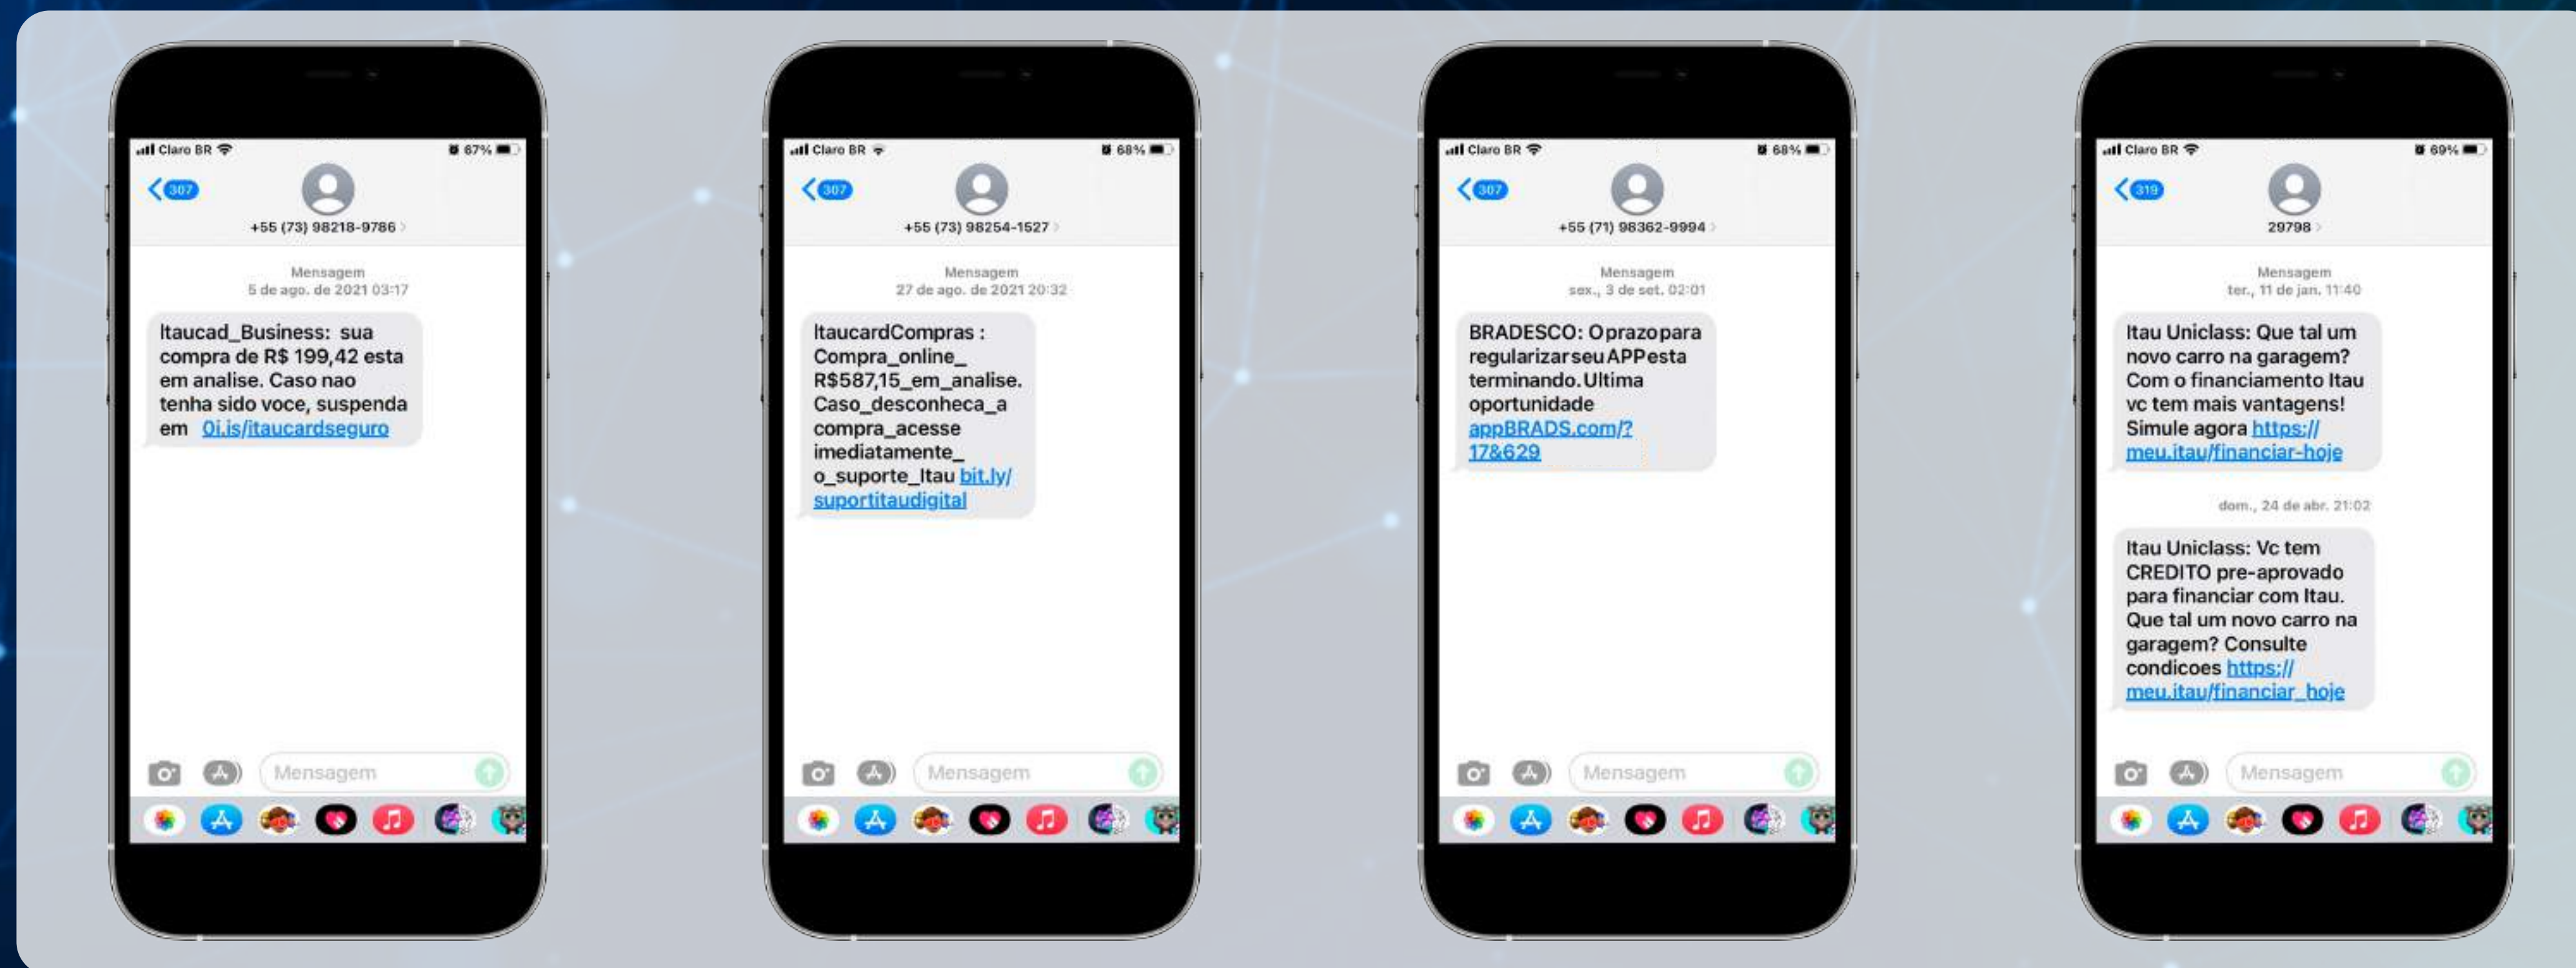 Claro BR
67%
307
+55 (73) 98218-9786
Mensagem
5 de ago. de 2021 03:17
Itaucad_Business: sua
compra de R$ 199,42 esta
em analise. Caso nao
tenha sido voce, suspenda
em 0i.is/itaucardseguro
Mensagem
Claro BR
68%
307
+55 (73) 98254-1527
Mensagem
27 de ago. de 2021 20:32
ItaucardCompras :
Compra_online_
R$587,15_em_analise.
Caso_desconheca_a
compra_acesse
imediatamente_
o_suporte_Itau bit.ly/
suportitaudigital
Mensagem
Claro BR
68%
307
+55 (71) 98362-9994
Mensagem
sex., 3 de set. 02:01
BRADESCO: Oprazopara
regularizarseuAPPesta
terminando.Ultima
oportunidade
appBRADS.com/?
17&629
Mensagem
Claro BR
69%
319
29798
Mensagem
ter., 11 de jan. 11:40
Itau Uniclass: Que tal um
novo carro na garagem?
Com o financiamento Itau
vc tem mais vantagens!
Simule agora https://
meu.itau/financiar-hoje
dom., 24 de abr. 21:02
Itau Uniclass: Vc tem
CREDITO pre-aprovado
para financiar com Itau.
Que tal um novo carro na
garagem? Consulte
condicoes https://
meu.itau/financiar_hoje
Mensagem